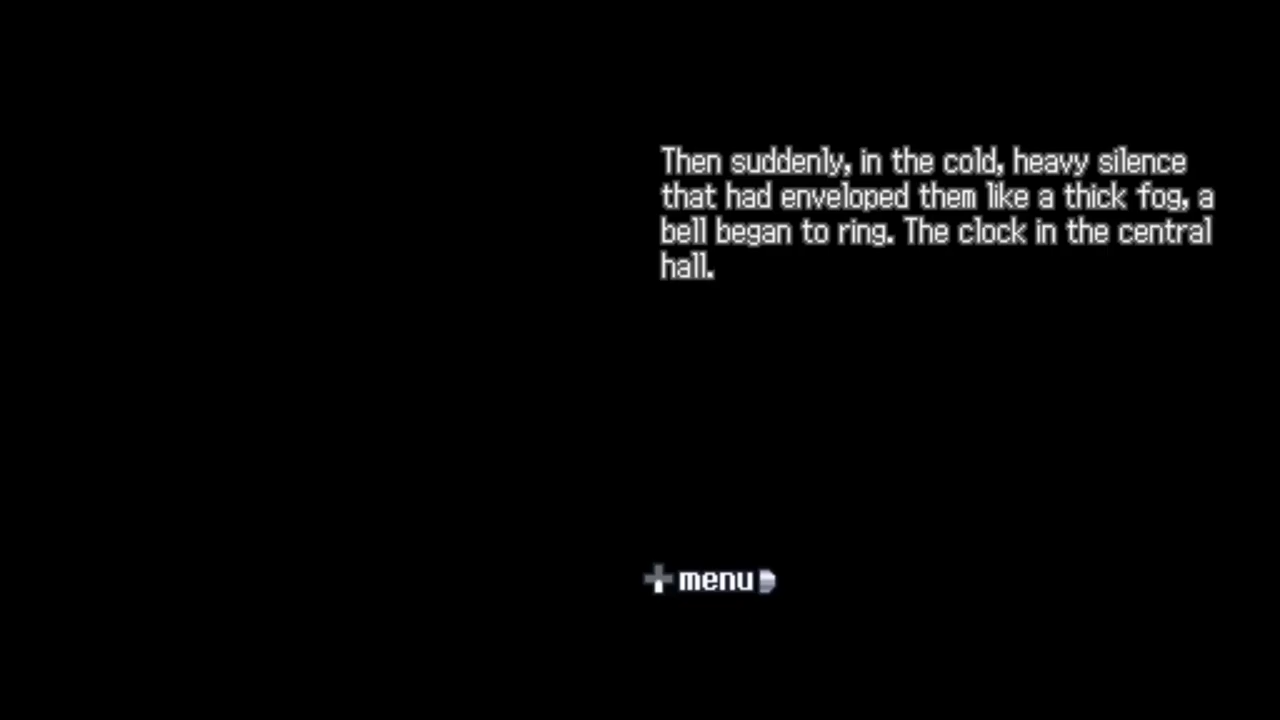 Then suddenly, in the cold, heavy silence
that had enveloped them like a thick fog, a
bell began to ring. The clock in the central
hall.
menu